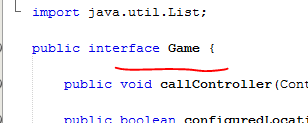 import java.util.List;
public interface Game {
public void callController(Cont
public boolean configuredLocati